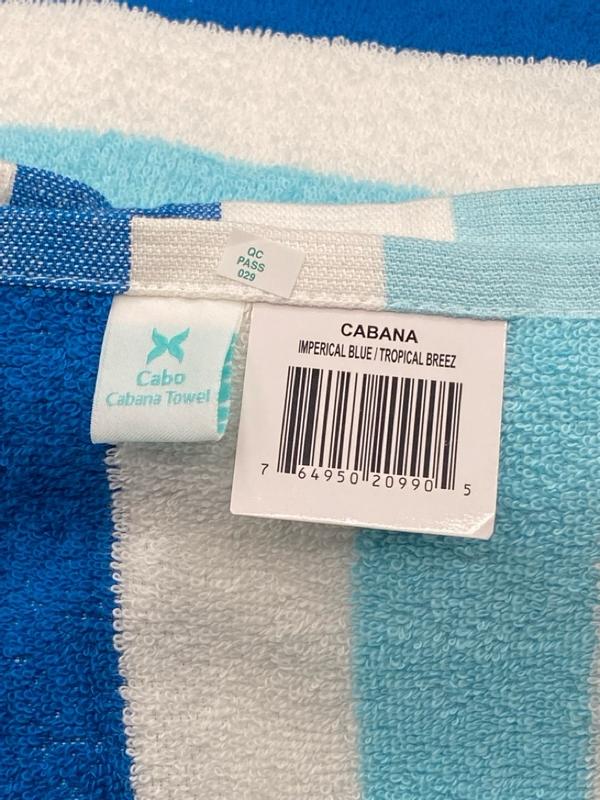 QC
PASS
029
Cabo
Cabana Towel
CABANA
IMPERICAL BLUE / TROPICAL BREEZ
7 64950 20990 5